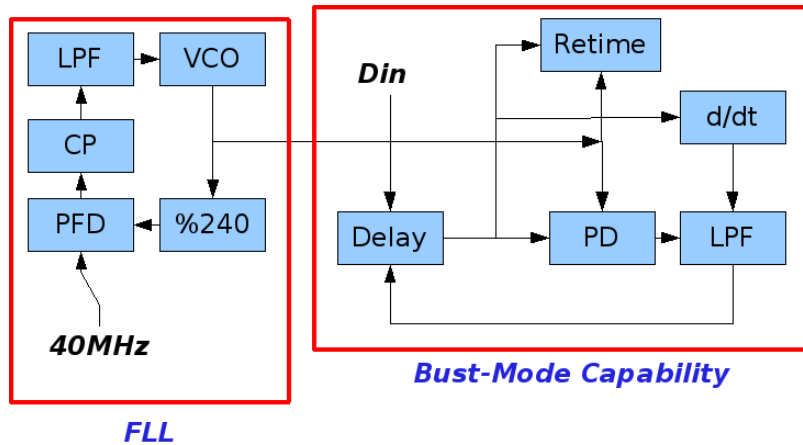 LPF
VCO
CP
PFD
%240
40MHz
FLL
Din
Retime
d/dt
Delay
PD
LPF
Bust-Mode Capability